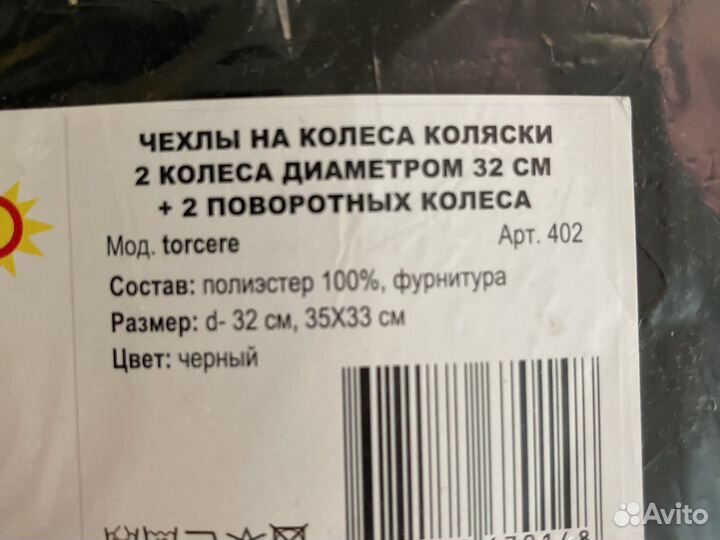 ЧЕХЛЫ НА КОЛЕСА КОЛЯСКИ
2 КОЛЕСА ДИАМЕТРОМ 32 СМ
+ 2 ПОВОРОТНЫХ КОЛЕСА
Мод. torcere Арт. 402
Состав: полиэстер 100%, фурнитура
Размер: d- 32 см, 35Х33 см
Цвет: черный
Avito